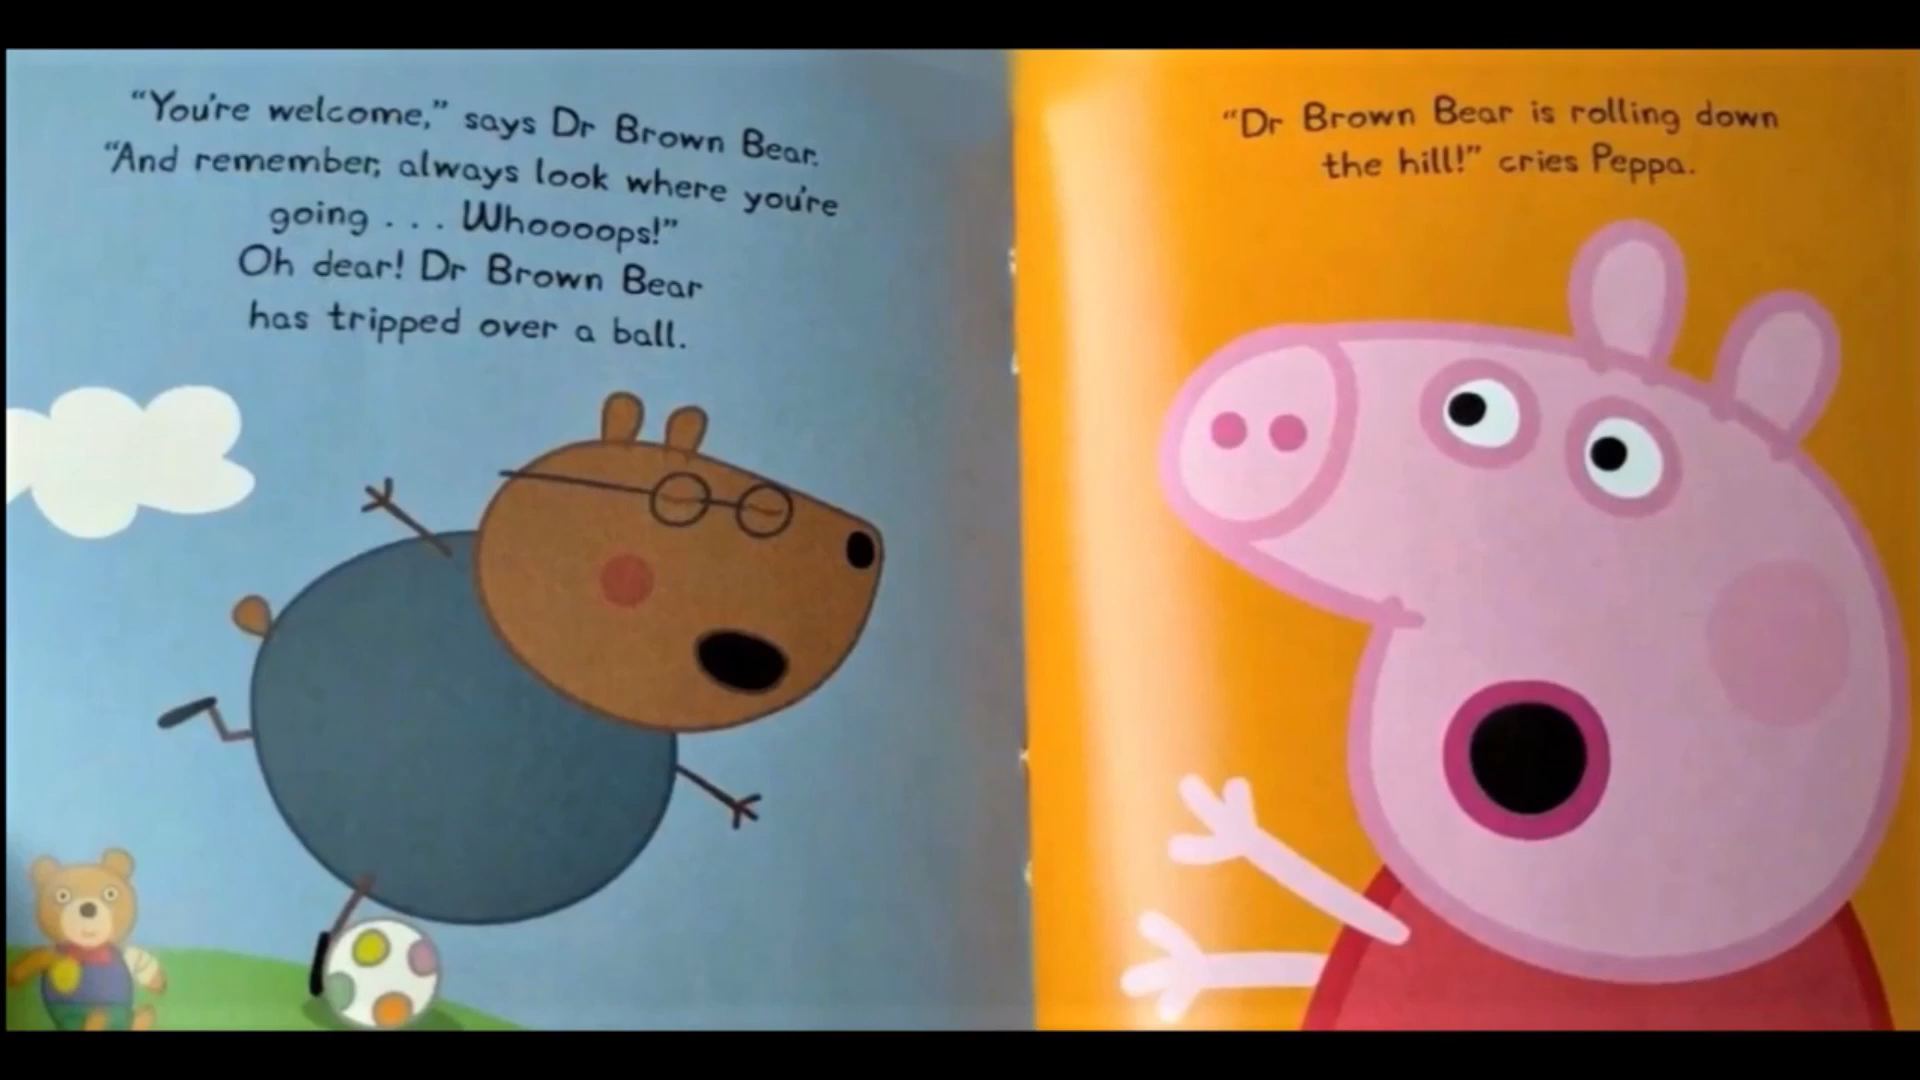 “You're welcome,” says Dr Brown Bear.
“And remember, always look where you're
going . . . Whoooops!”
Oh dear! Dr Brown Bear
has tripped over a ball.
“Dr Brown Bear is rolling down
the hill!” cries Peppa.